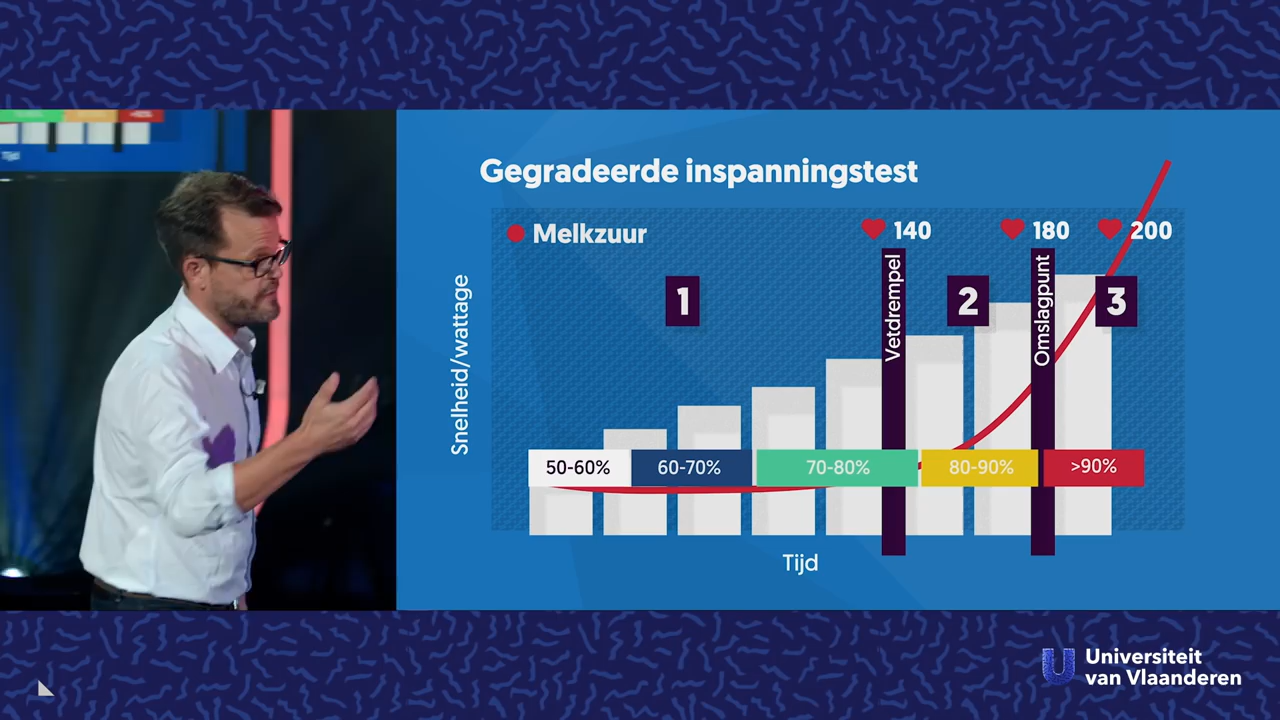 Gegradeerde inspanningstest
Melkzuur
140
180
200
1
2
3
Vetdrempel
Omslagpunt
Snelheid/wattage
50-60%
60-70%
70-80%
80-90%
>90%
Tijd
Tijd
Universiteit
van Vlaanderen